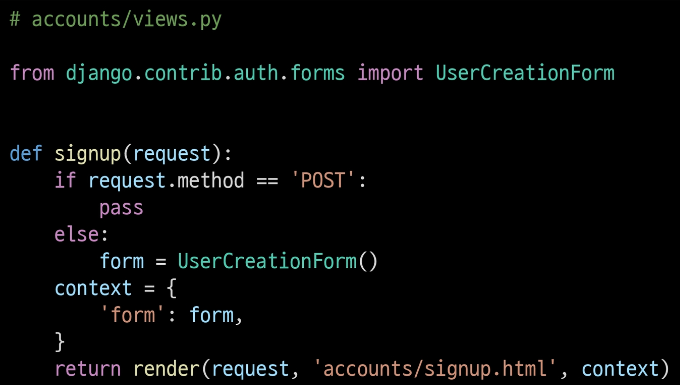 # accounts/views.py
from django.contrib.auth.forms import UserCreationForm
def signup(request):
    if request.method == 'POST':
        pass
    else:
        form = UserCreationForm()
    context = {
        'form': form,
    }
    return render(request, 'accounts/signup.html', context)